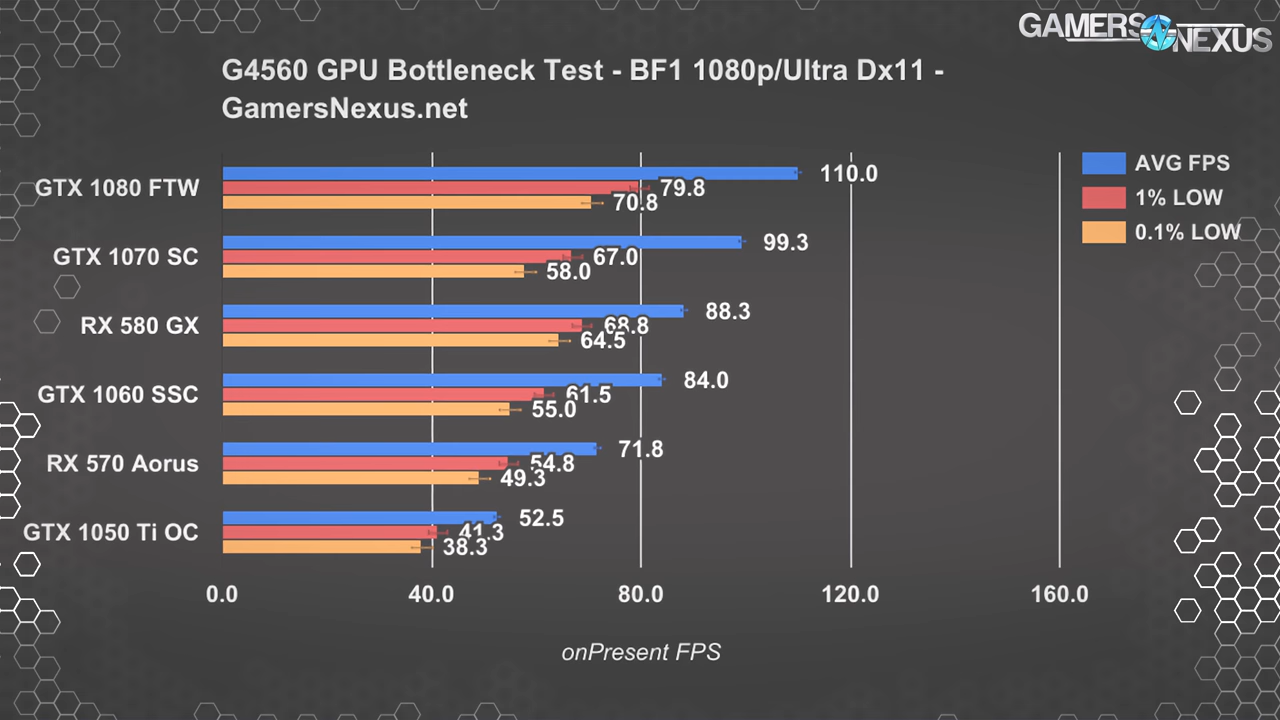 GAMERS NEXUS
G4560 GPU Bottleneck Test - BF1 1080p/Ultra Dx11 -
GamersNexus.net
AVG FPS
1% LOW
0.1% LOW
GTX 1080 FTW
110.0
79.8
70.8
GTX 1070 SC
99.3
67.0
58.0
RX 580 GX
88.3
68.8
64.5
GTX 1060 SSC
84.0
61.5
55.0
RX 570 Aorus
71.8
54.8
49.3
GTX 1050 Ti OC
52.5
41.3
38.3
0.0 40.0 80.0 120.0 160.0
onPresent FPS